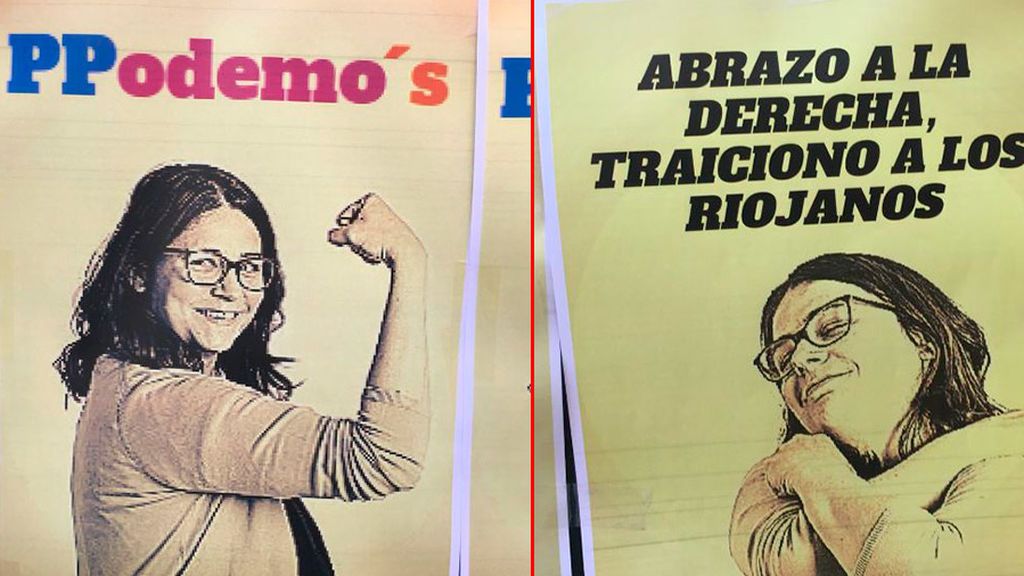 PPodemo´s
ABRAZO A LA
DERECHA,
TRAICIONO A LOS
RIOJANOS